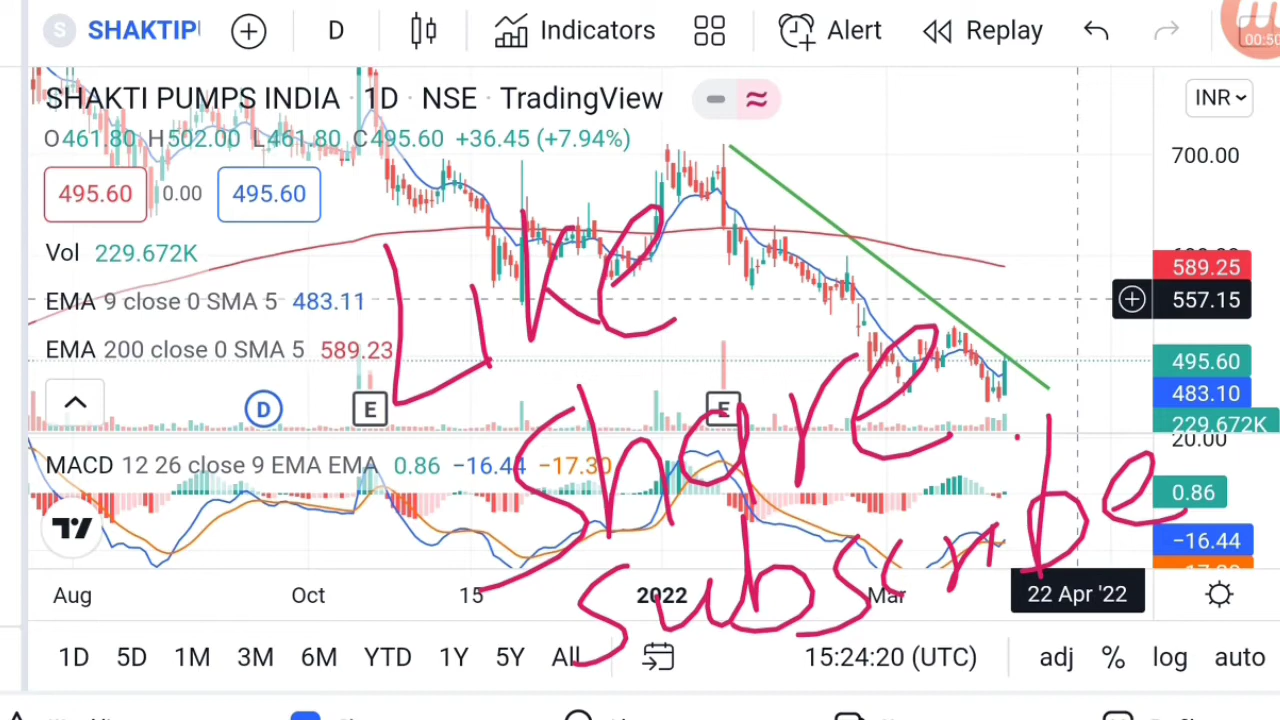 SHAKTIP
D
Indicators
Alert
Replay
00:50
SHAKTI PUMPS INDIA · 1D · NSE · TradingView
INR
O461.80 H502.00 L461.80 C495.60 +36.45 (+7.94%)
700.00
495.60 0.00 495.60
Vol 229.672K
589.25
EMA 9 close 0 SMA 5 483.11
557.15
EMA 200 close 0 SMA 5 589.23
495.60
483.10
229.672K
Like
D E E
20.00
Share.
MACD 12 26 close 9 EMA EMA 0.86 −16.44 −17.30
0.86
−16.44
subscribe
Aug Oct 15 2022 Mar 22 Apr '22
1D 5D 1M 3M 6M YTD 1Y 5Y All 15:24:20 (UTC) adj % log auto